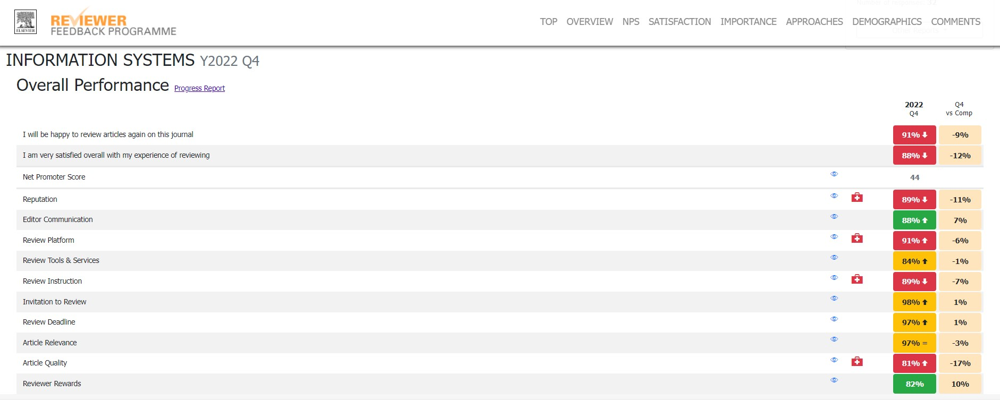 Number of responses: 32
ELSEVIER
REVIEWER
FEEDBACK PROGRAMME
TOP OVERVIEW NPS SATISFACTION IMPORTANCE APPROACHES DEMOGRAPHICS COMMENTS
INFORMATION SYSTEMS Y2022 Q4
Overall Performance Progress Report
2022 Q4
Q4 vs Comp
I will be happy to review articles again on this journal 91% ⬇ -9%
I am very satisfied overall with my experience of reviewing 88% ⬇ -12%
Net Promoter Score 44
Reputation 89% ⬇ -11%
Editor Communication 88% ⬆ 7%
Review Platform 91% ⬆ -6%
Review Tools & Services 84% ⬆ -1%
Review Instruction 89% ⬇ -7%
Invitation to Review 98% ⬆ 1%
Review Deadline 97% ⬆ 1%
Article Relevance 97% = -3%
Article Quality 81% ⬆ -17%
Reviewer Rewards 82% 10%